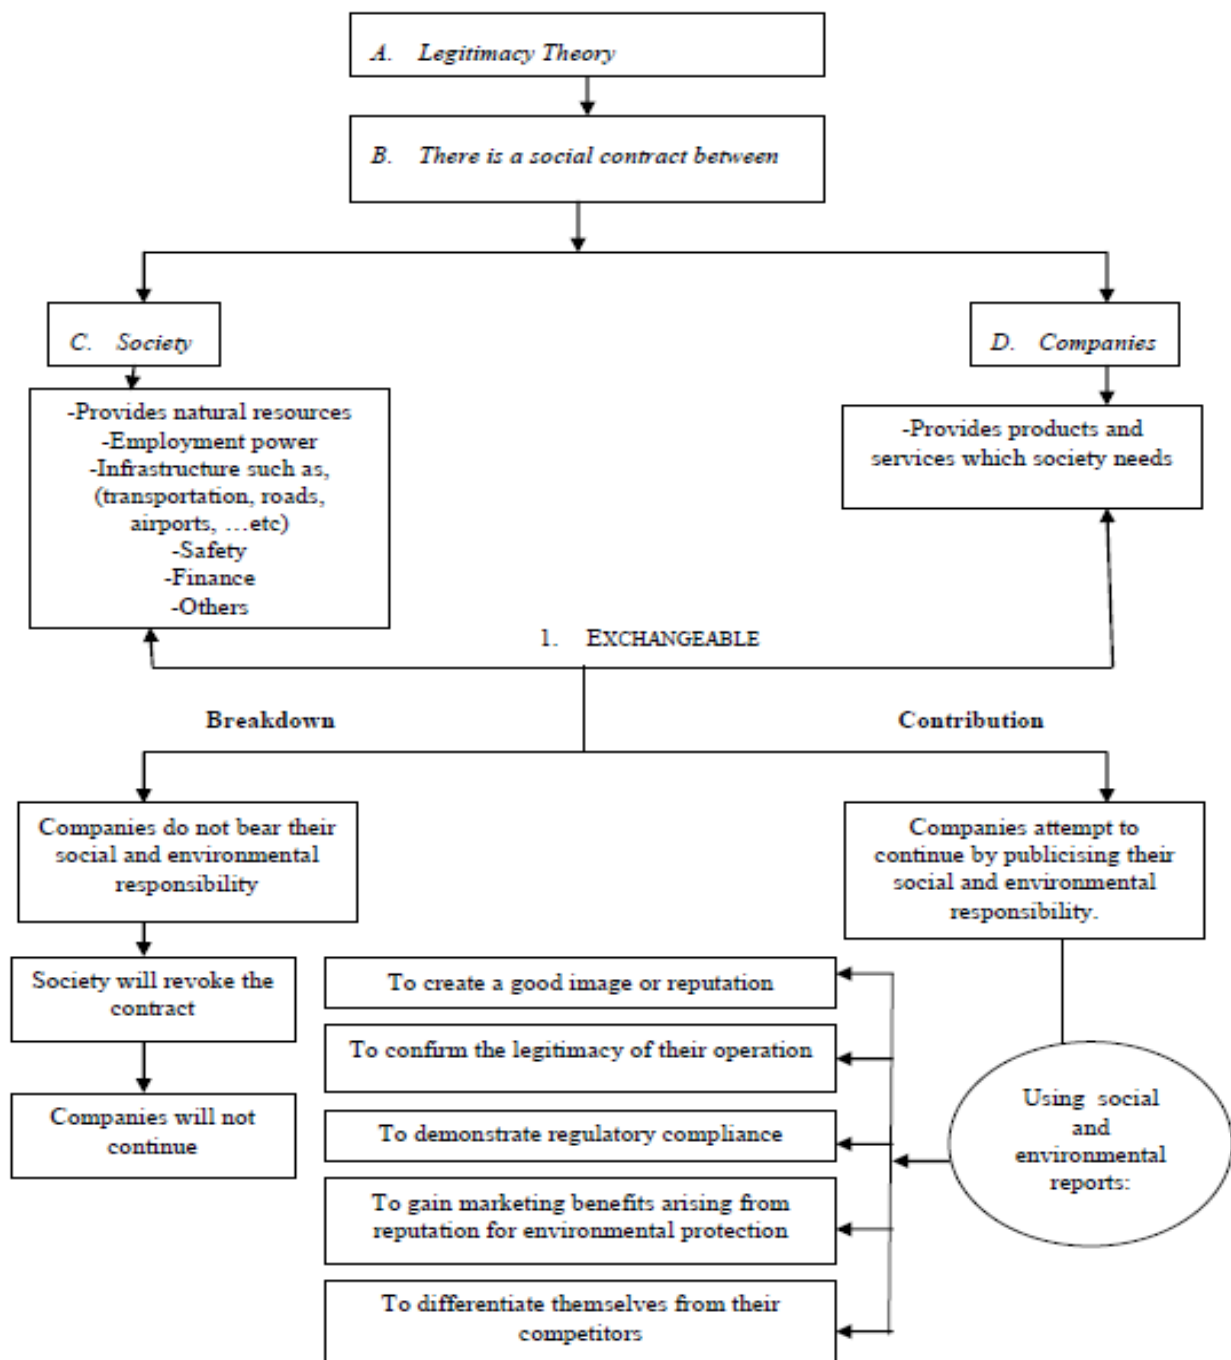 A. Legitimacy Theory
B. There is a social contract between
C. Society
D. Companies
-Provides natural resources
-Employment power
-Infrastructure such as,
(transportation, roads,
airports, …etc)
-Safety
-Finance
-Others
-Provides products and
services which society needs
1. EXCHANGEABLE
Breakdown
Contribution
Companies do not bear their
social and environmental
responsibility
Companies attempt to
continue by publicising their
social and environmental
responsibility.
Society will revoke the
contract
Companies will not
continue
To create a good image or reputation
To confirm the legitimacy of their operation
To demonstrate regulatory compliance
To gain marketing benefits arising from
reputation for environmental protection
To differentiate themselves from their
competitors
Using social
and
environmental
reports: